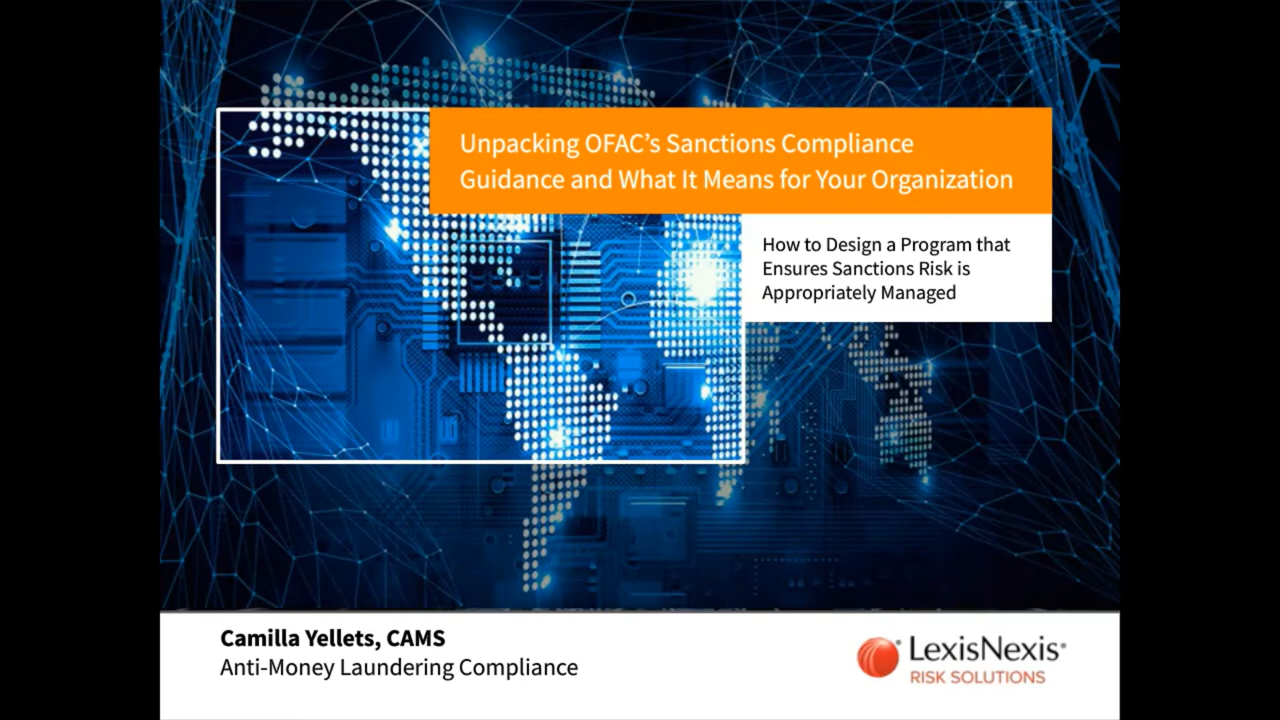 Unpacking OFAC’s Sanctions Compliance
Guidance and What It Means for Your Organization
How to Design a Program that
Ensures Sanctions Risk is
Appropriately Managed
Camilla Yellets, CAMS
Anti-Money Laundering Compliance
LexisNexis®
RISK SOLUTIONS